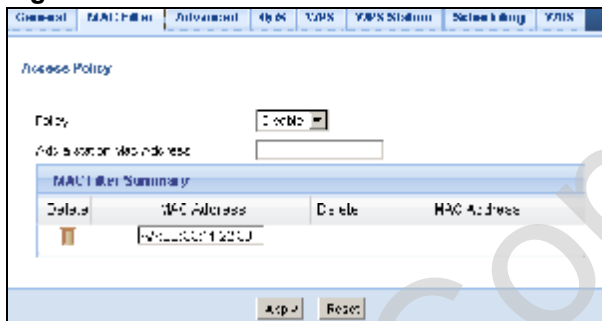 General MAC Filter Advanced QoS WPS WPS Station Scheduling WDS
Access Policy
Policy Disable
Add a station Mac Address
MAC Filter Summary
Delete MAC Address Delete MAC Address
Apply Reset